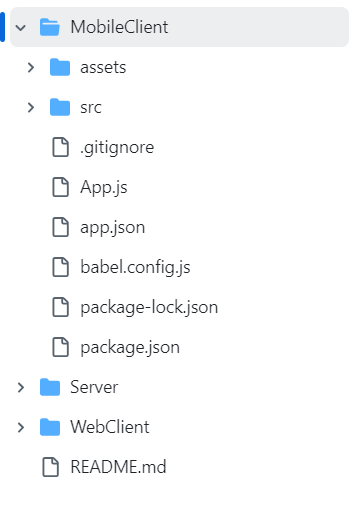 MobileClient
assets
src
.gitignore
App.js
app.json
babel.config.js
package-lock.json
package.json
Server
WebClient
README.md